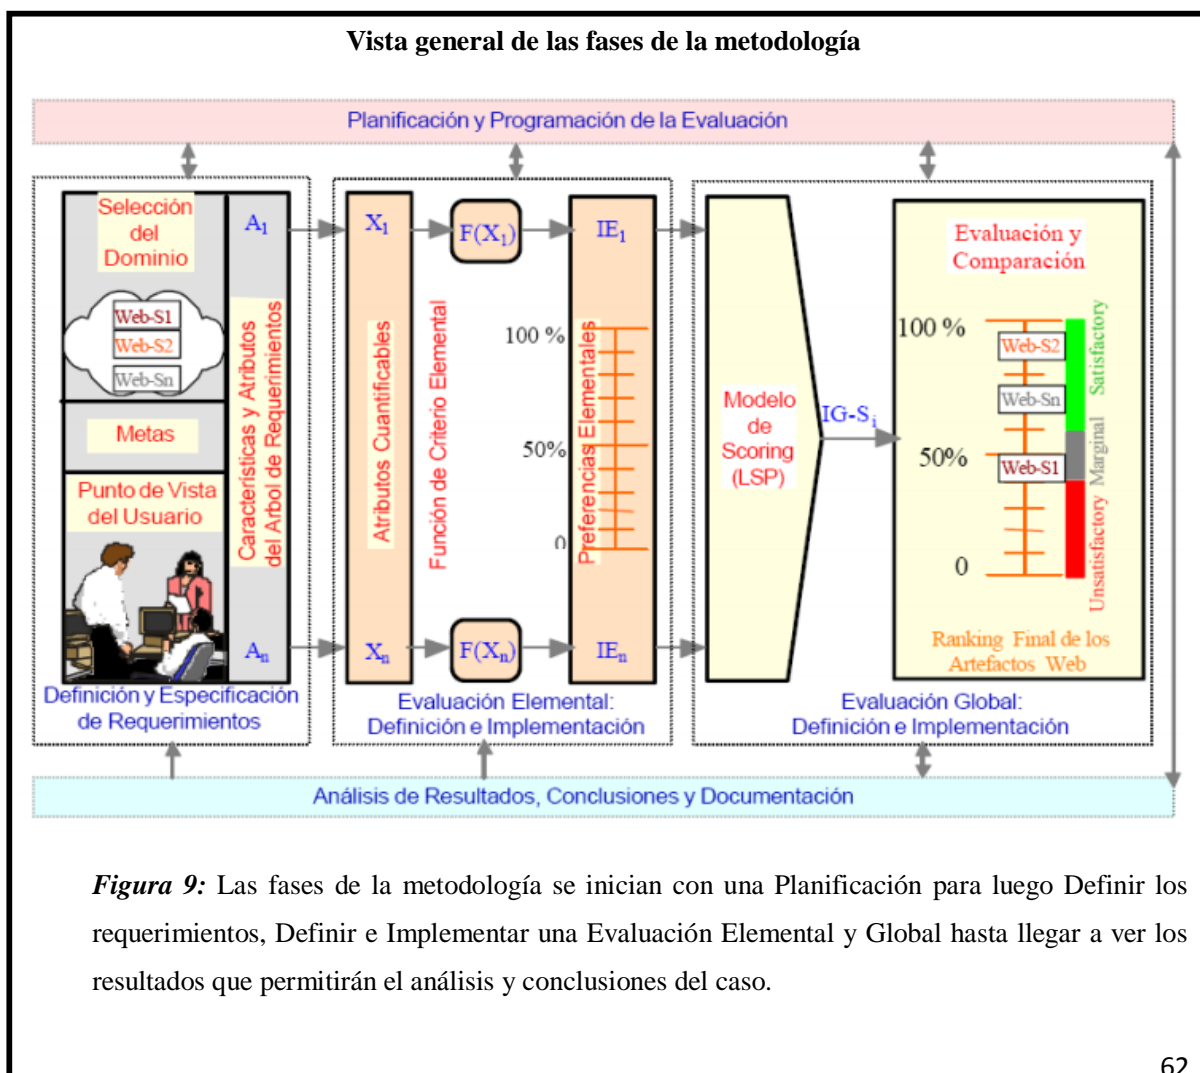 Vista general de las fases de la metodología
Planificación y Programación de la Evaluación
Selección
del
Dominio
Web-S1
Web-S2
Web-Sn
Metas
Punto de Vista
del Usuario
A1
Características y Atributos
del Arbol de Requerimientos
An
Definición y Especificación
de Requerimientos
X1
Atributos Cuantificables
Xn
F(X1)
Función de Criterio Elemental
F(Xn)
100 %
50%
0
IE1
Preferencias Elementales
IEn
Evaluación Elemental:
Definición e Implementación
Modelo
de
Scoring
(LSP)
IG-Si
Evaluación y
Comparación
100 %
50%
0
Web-S2
Web-Sn
Web-S1
Satisfactory
Marginal
Unsatisfactory
Ranking Final de los
Artefactos Web
Evaluación Global:
Definición e Implementación
Análisis de Resultados, Conclusiones y Documentación
Figura 9: Las fases de la metodología se inician con una Planificación para luego Definir los
requerimientos, Definir e Implementar una Evaluación Elemental y Global hasta llegar a ver los
resultados que permitirán el análisis y conclusiones del caso.
62